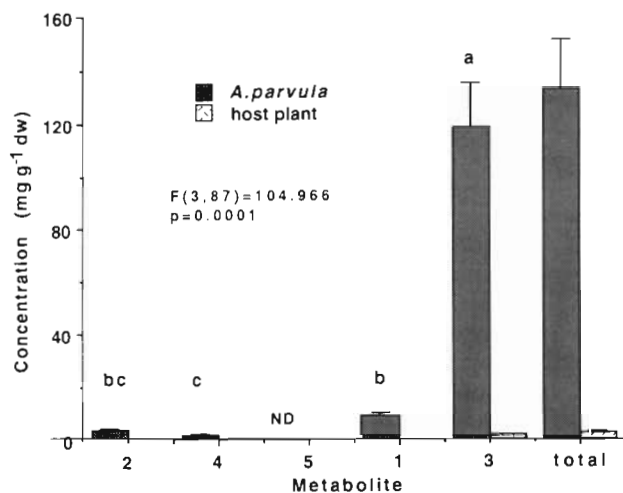 160
120
80
40
0
Concentration (mg g-1 dw)
A.parvula
host plant
F(3,87)=104.966
p=0.0001
a
bc
c
ND
b
2 4 5 1 3 total
Metabolite